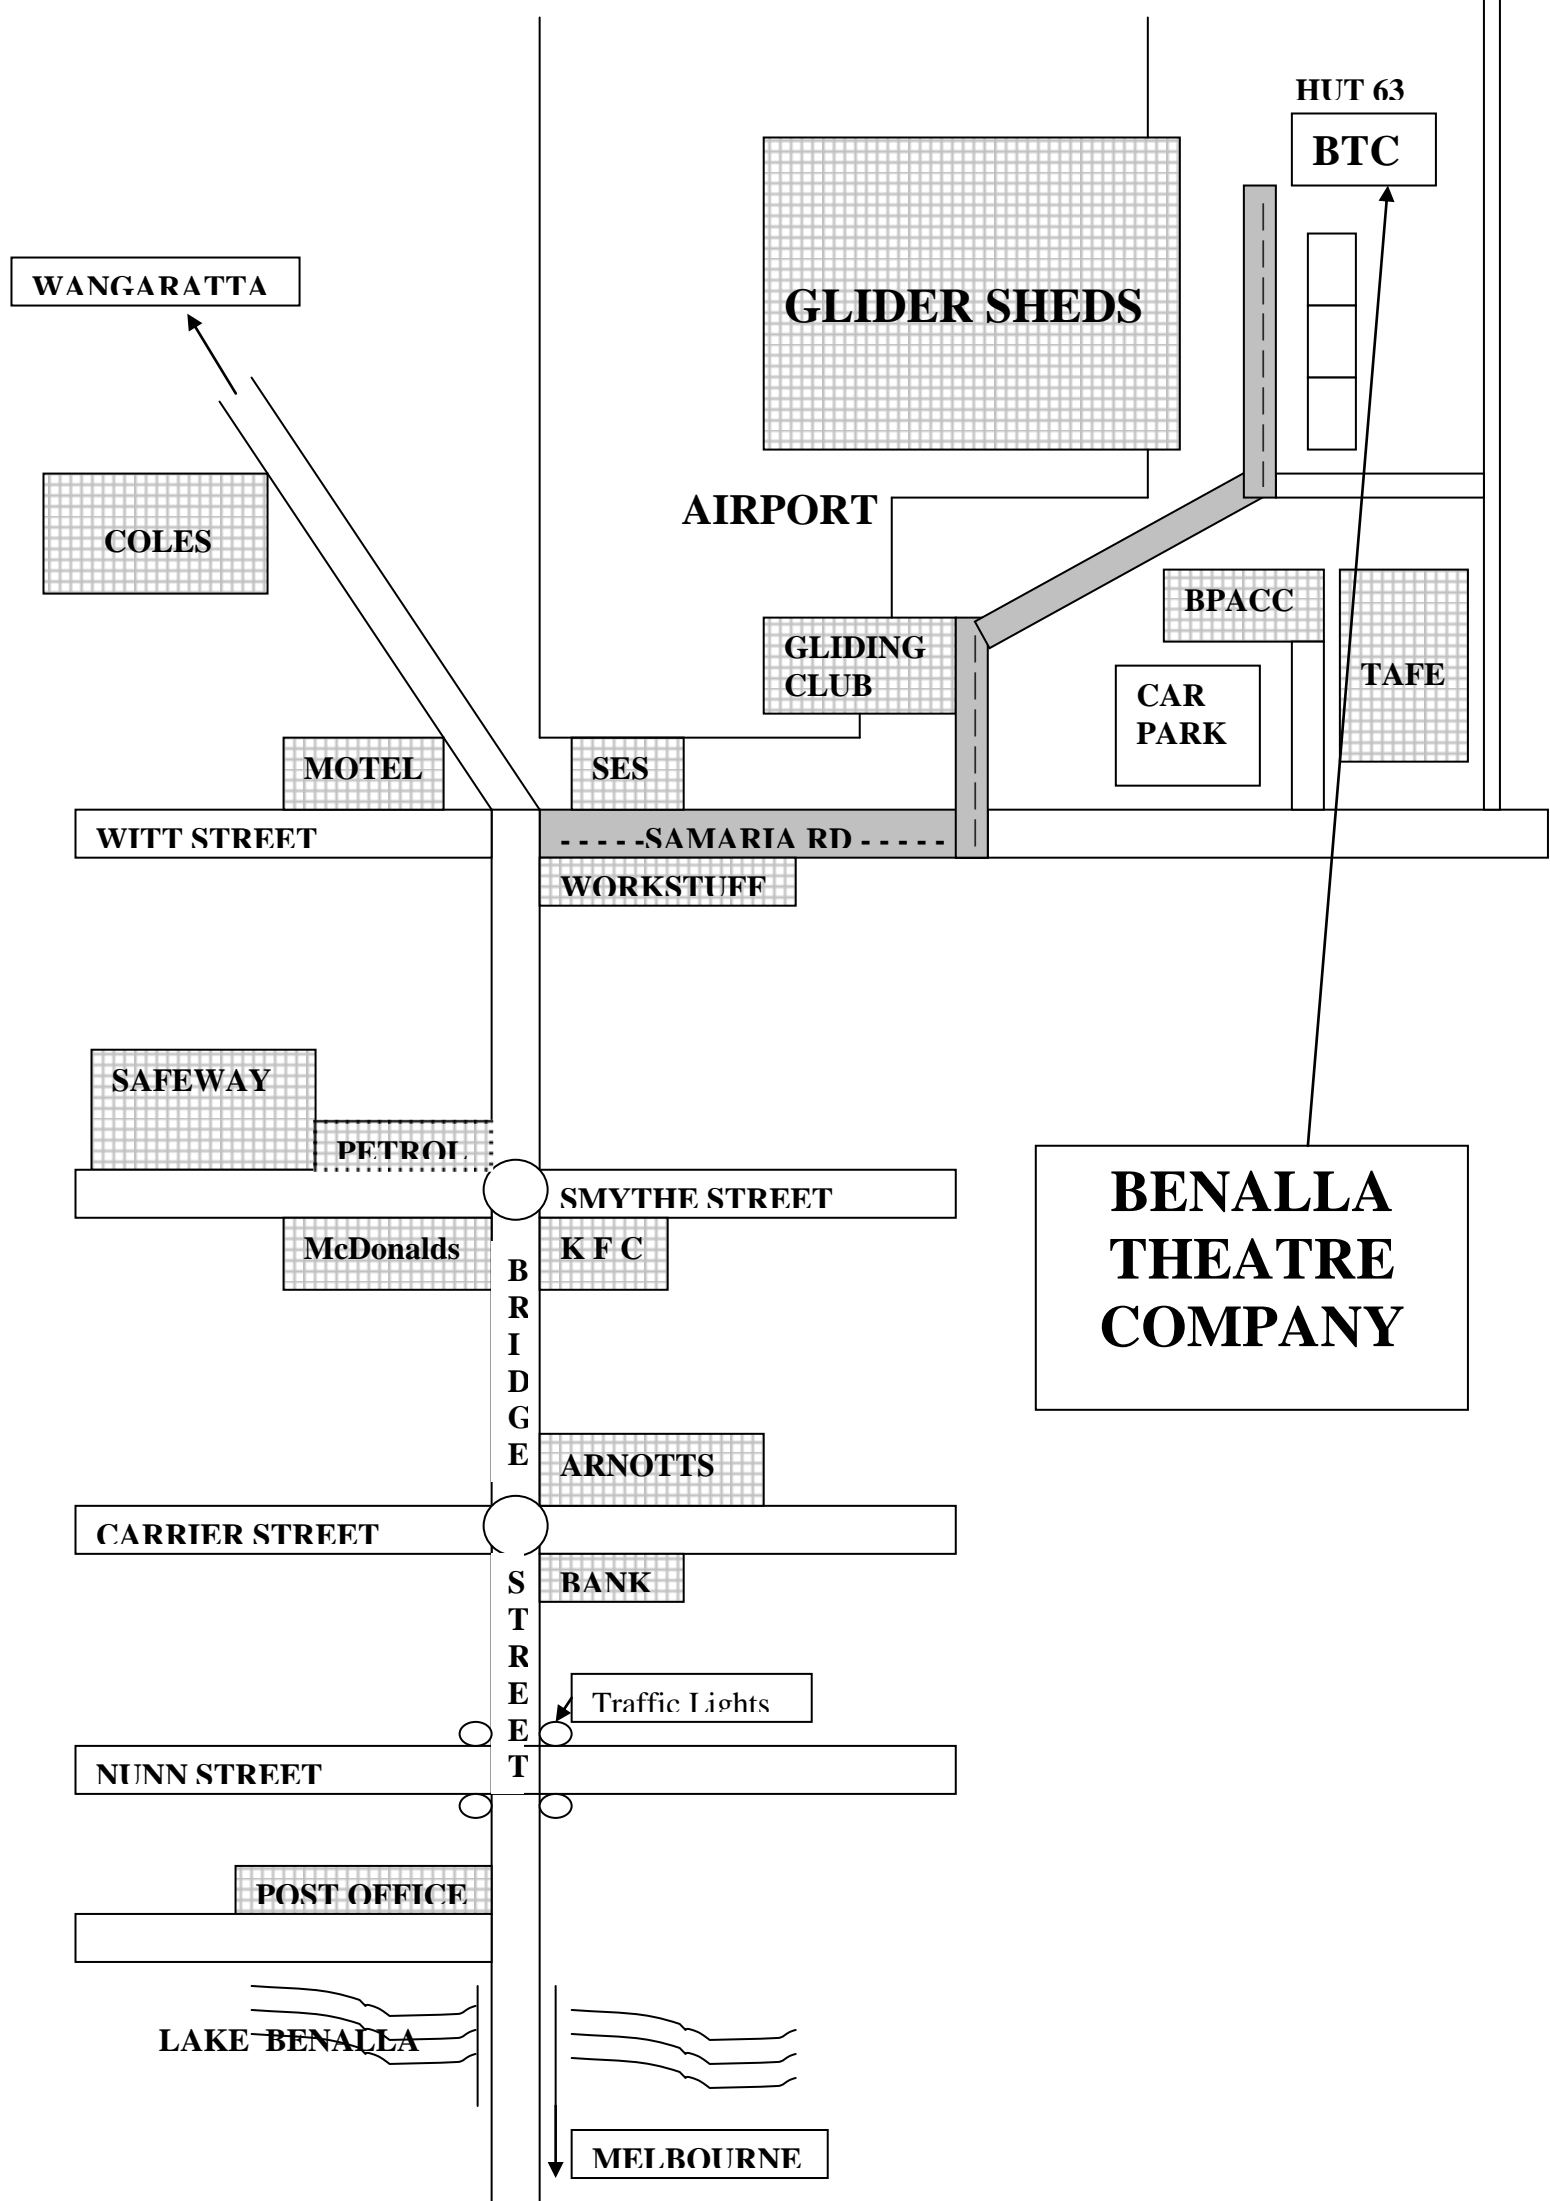 HUT 63
BTC
WANGARATTA
GLIDER SHEDS
AIRPORT
COLES
BPACC
GLIDING
CLUB
TAFE
CAR
PARK
MOTEL
SES
WITT STREET
- - - - -SAMARIA RD - - - - -
WORKSTUFF
SAFEWAY
PETROL
SMYTHE STREET
McDonalds
K F C
BENALLA
THEATRE
COMPANY
B
R
I
D
G
E
ARNOTTS
CARRIER STREET
S
T
R
E
E
T
BANK
Traffic Lights
NUNN STREET
POST OFFICE
LAKE BENALLA
MELBOURNE